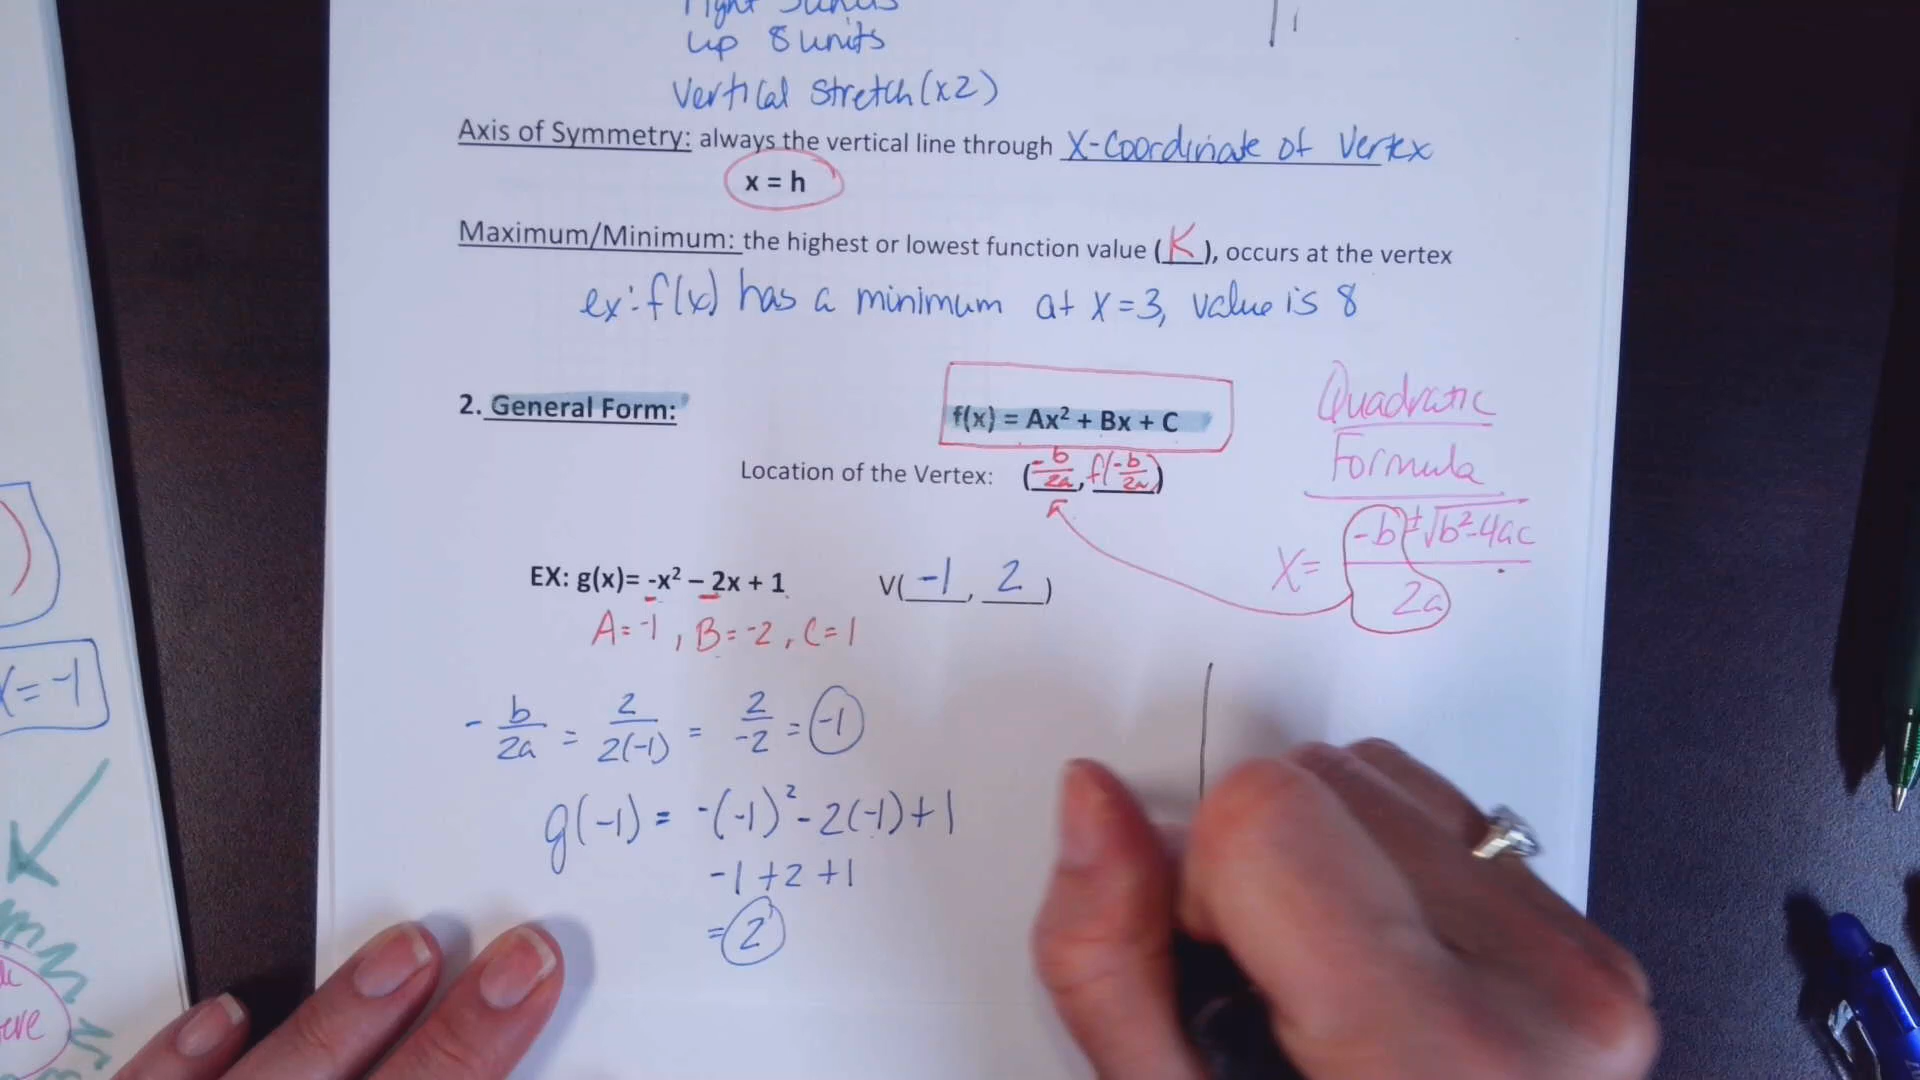 up 8 units
Vertical Stretch (x2)
Axis of Symmetry: always the vertical line through X-Coordinate of Vertex
x = h
Maximum/Minimum: the highest or lowest function value (K), occurs at the vertex
ex: f(x) has a minimum at x=3, value is 8
2. General Form: f(x) = Ax² + Bx + C
Quadratic
Formula
Location of the Vertex: (-b/2a, f(-b/2a))
X= -b±√b²-4ac / 2a
EX: g(x)= -x² – 2x + 1 V( -1, 2 )
A=-1, B=-2, C=1
- b/2a = 2/2(-1) = 2/-2 = -1
g(-1) = -(-1)²-2(-1)+1
-1+2+1
=2
x=-1